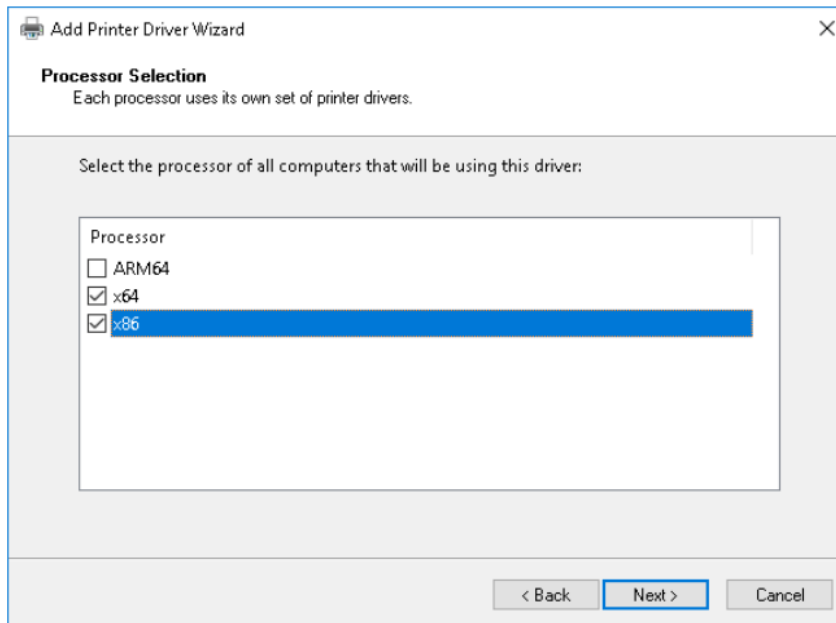 Add Printer Driver Wizard
Processor Selection
Each processor uses its own set of printer drivers.
Select the processor of all computers that will be using this driver:
Processor
ARM64
x64
x86
< Back Next > Cancel